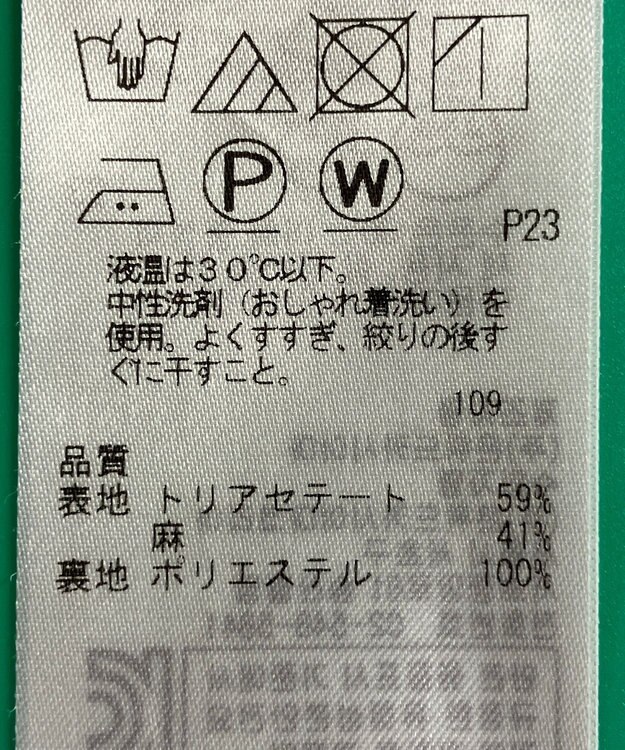 P W
P23
液温は30℃以下。
中性洗剤（おしゃれ着洗い）を
使用。よくすすぎ、絞りの後す
ぐに干すこと。
109
品質
表地 トリアセテート 59%
麻 41%
裏地 ポリエステル 100%